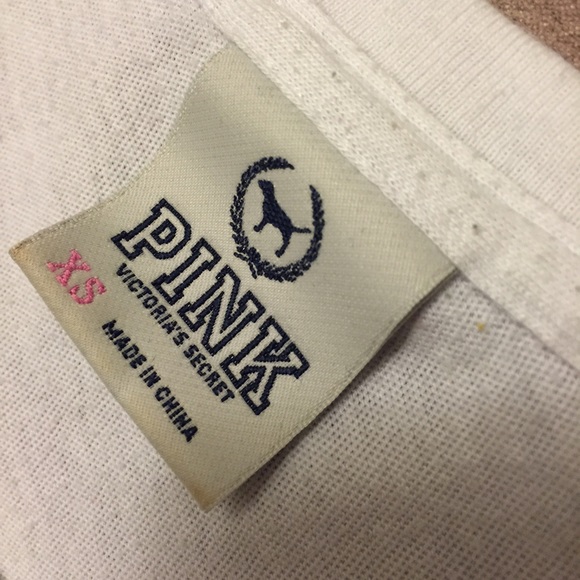 PINK
VICTORIA'S SECRET
XS
MADE IN CHINA